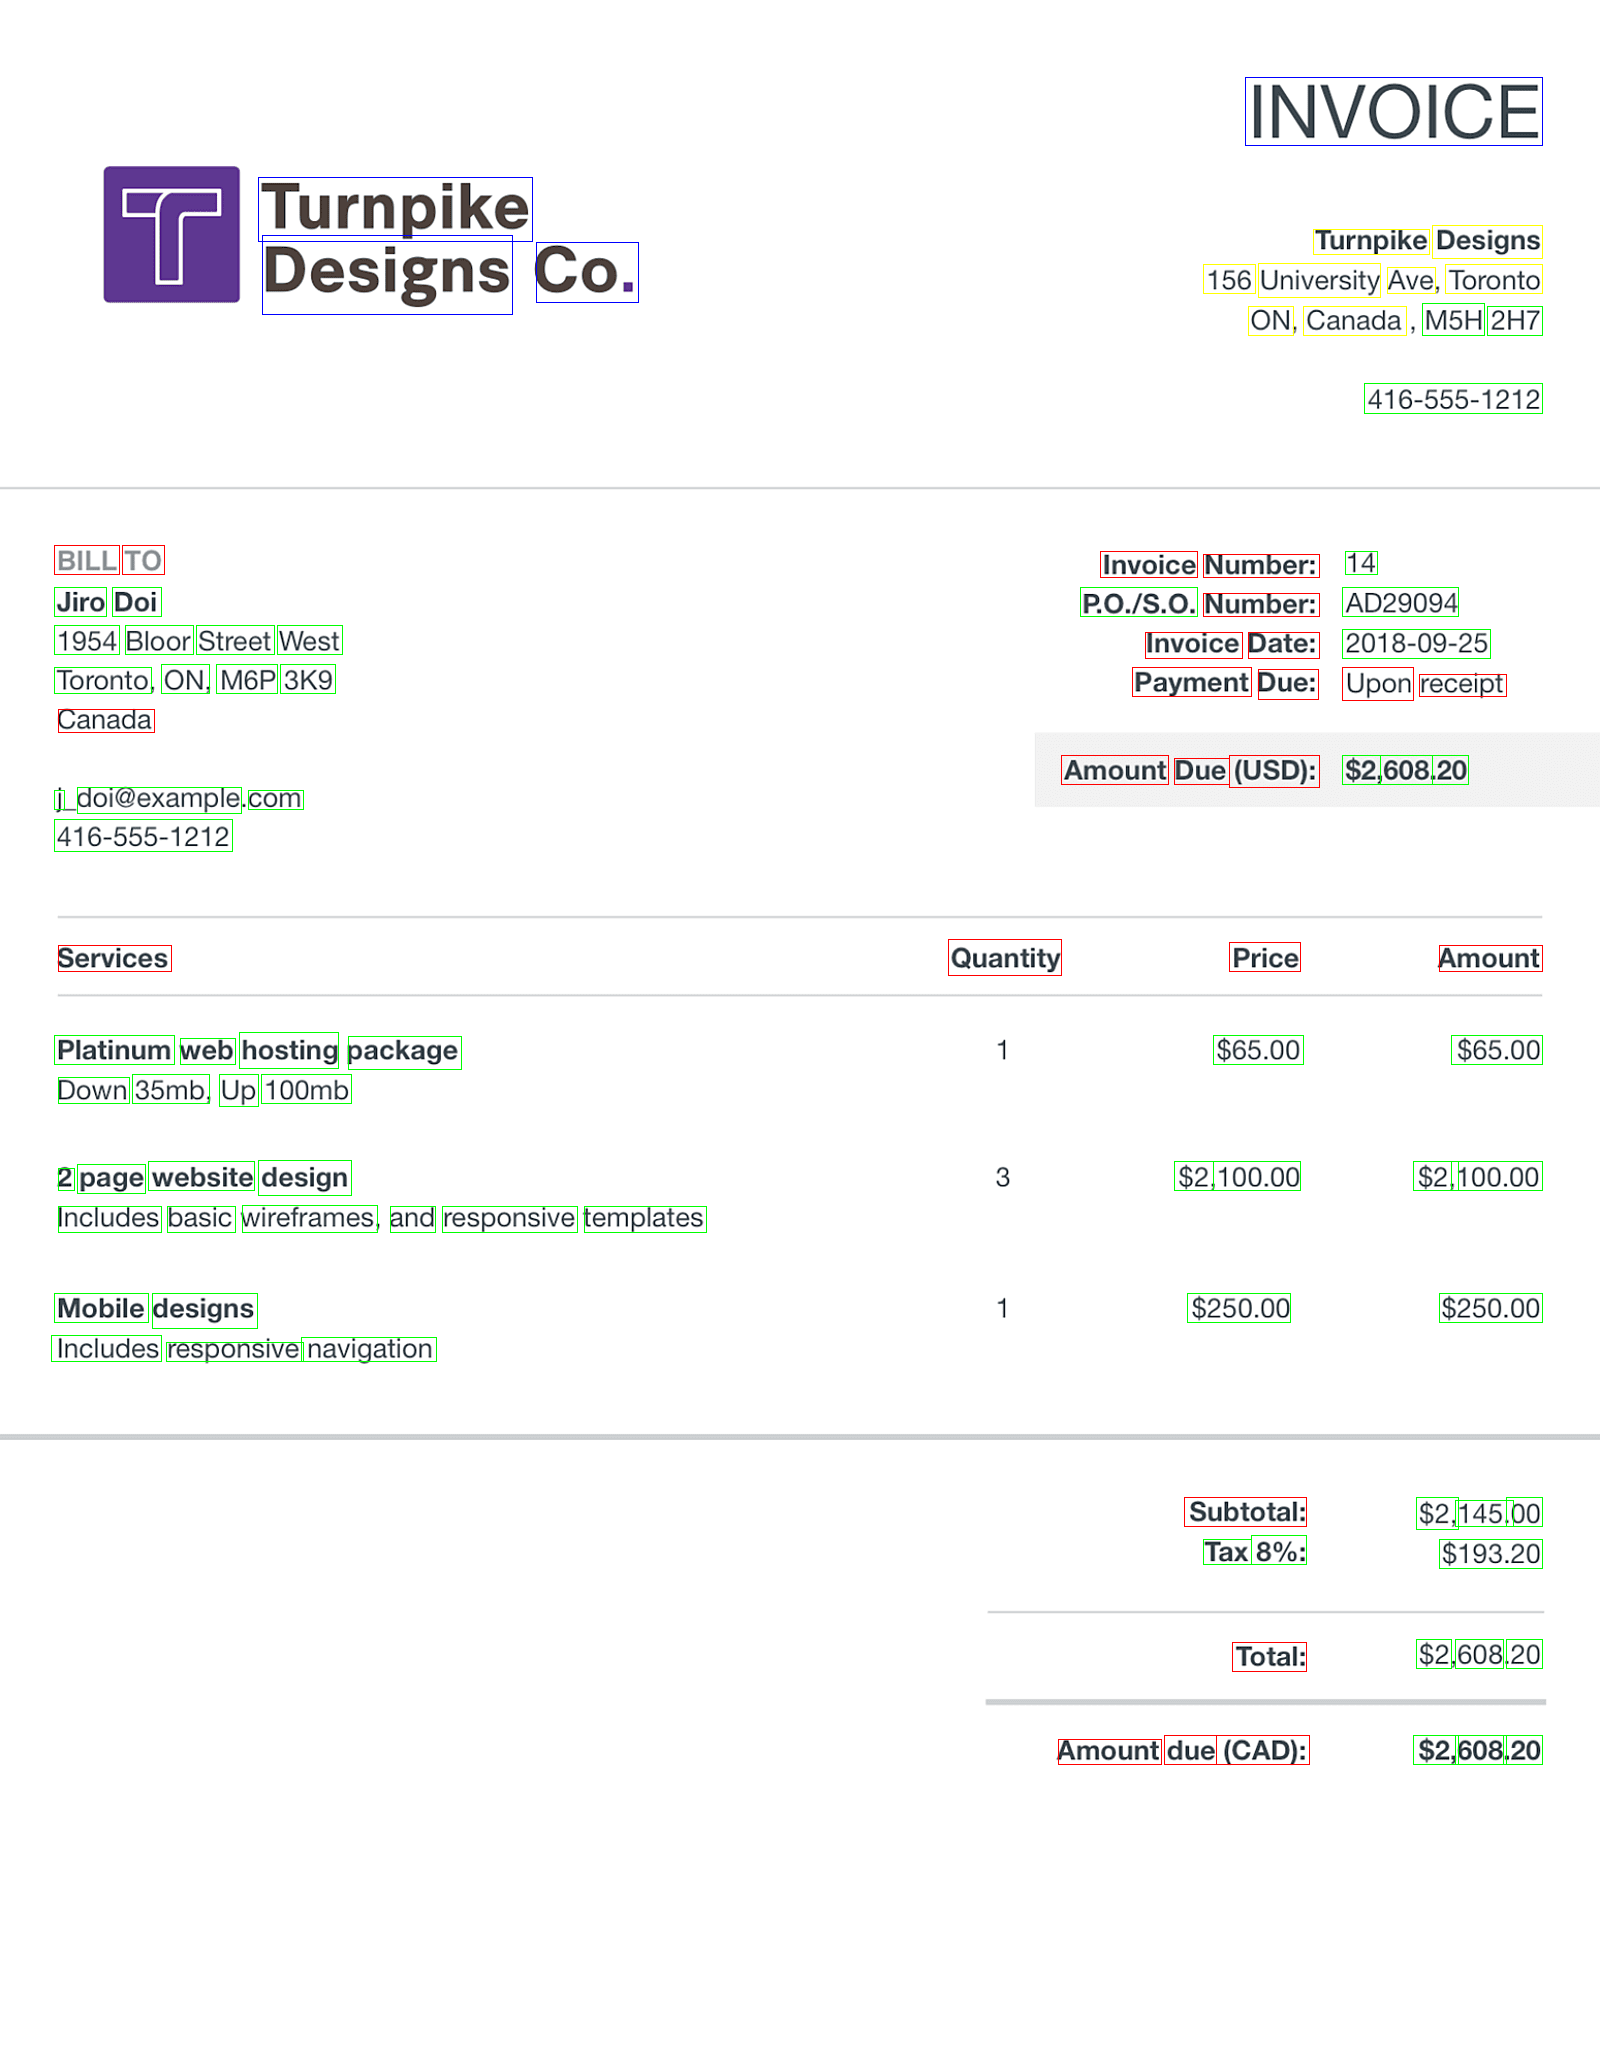 INVOICE
Turnpike
Designs Co.
Turnpike Designs
156 University Ave, Toronto
ON, Canada , M5H 2H7
416-555-1212
BILL TO
Jiro Doi
1954 Bloor Street West
Toronto, ON, M6P 3K9
Canada
j_doi@example.com
416-555-1212
Invoice Number: 14
P.O./S.O. Number: AD29094
Invoice Date: 2018-09-25
Payment Due: Upon receipt
Amount Due (USD): $2,608.20
Services Quantity Price Amount
Platinum web hosting package 1 $65.00 $65.00
Down 35mb, Up 100mb
2 page website design 3 $2,100.00 $2,100.00
Includes basic wireframes, and responsive templates
Mobile designs 1 $250.00 $250.00
Includes responsive navigation
Subtotal: $2,145.00
Tax 8%: $193.20
Total: $2,608.20
Amount due (CAD): $2,608.20